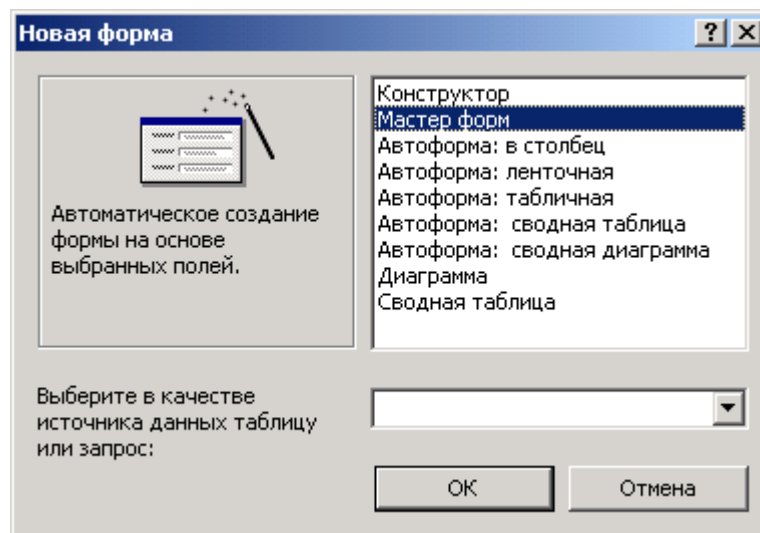 Новая форма
Автоматическое создание
формы на основе
выбранных полей.
Конструктор
Мастер форм
Автоформа: в столбец
Автоформа: ленточная
Автоформа: табличная
Автоформа:  сводная таблица
Автоформа:  сводная диаграмма
Диаграмма
Сводная таблица
Выберите в качестве
источника данных таблицу
или запрос:
ОК
Отмена